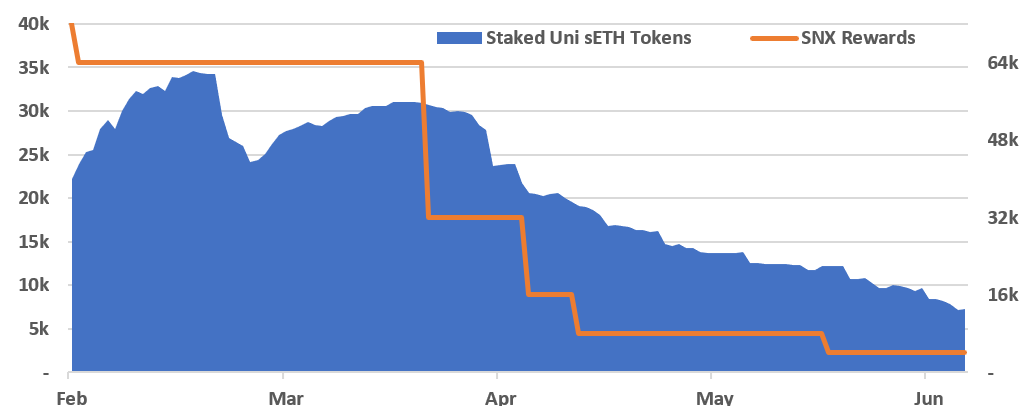 40k
Staked Uni sETH Tokens
SNX Rewards
35k
64k
30k
25k
48k
20k
32k
15k
10k
16k
5k
-
-
Feb
Mar
Apr
May
Jun